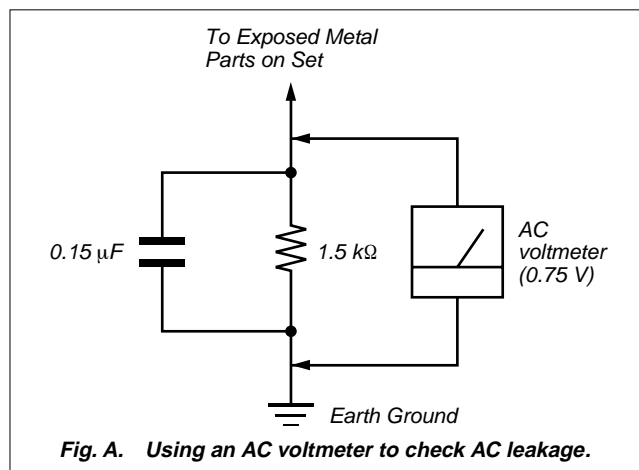 To Exposed Metal
Parts on Set
0.15 μF
1.5 kΩ
AC
voltmeter
(0.75 V)
Earth Ground
Fig. A. Using an AC voltmeter to check AC leakage.